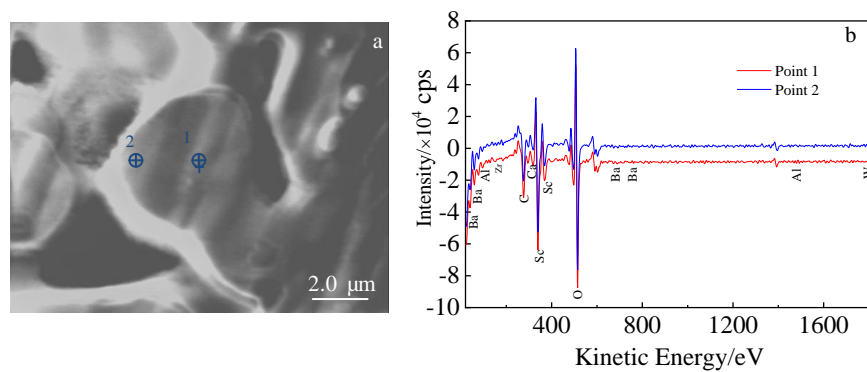 a
2
1
2.0 μm
b
Intensity/×10⁴ cps
8
6
4
2
0
-2
-4
-6
-8
-10
Point 1
Point 2
Ba
Ba
Al
Zr
C
Ca
Sc
Sc
O
Ba
Ba
Al
W
400
800
1200
1600
Kinetic Energy/eV